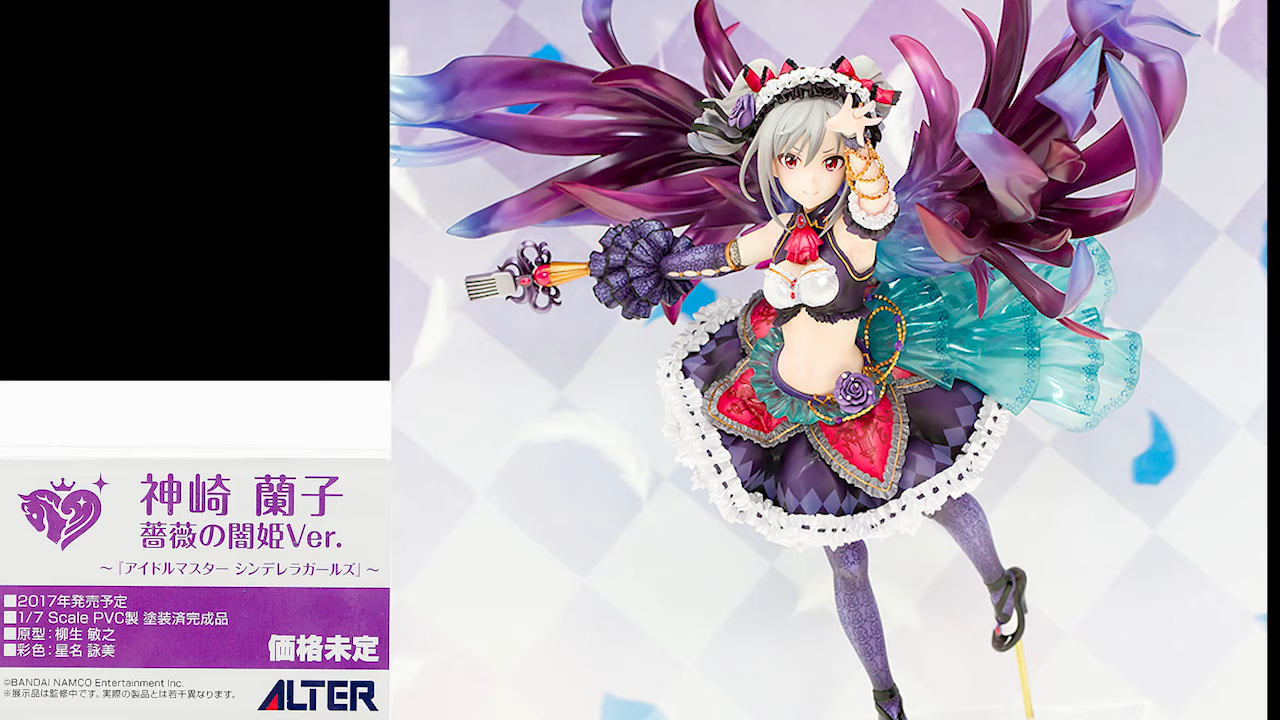 神崎 蘭子
薔薇の闇姫Ver.
～『アイドルマスター シンデレラガールズ』～
■2017年発売予定
■1/7 Scale PVC製 塗装済完成品
■原型：柳生 敏之
■彩色：星名 詠美
価格未定
©BANDAI NAMCO Entertainment Inc.
※展示品は監修中です。実際の製品とは若干異なります。
ALTER